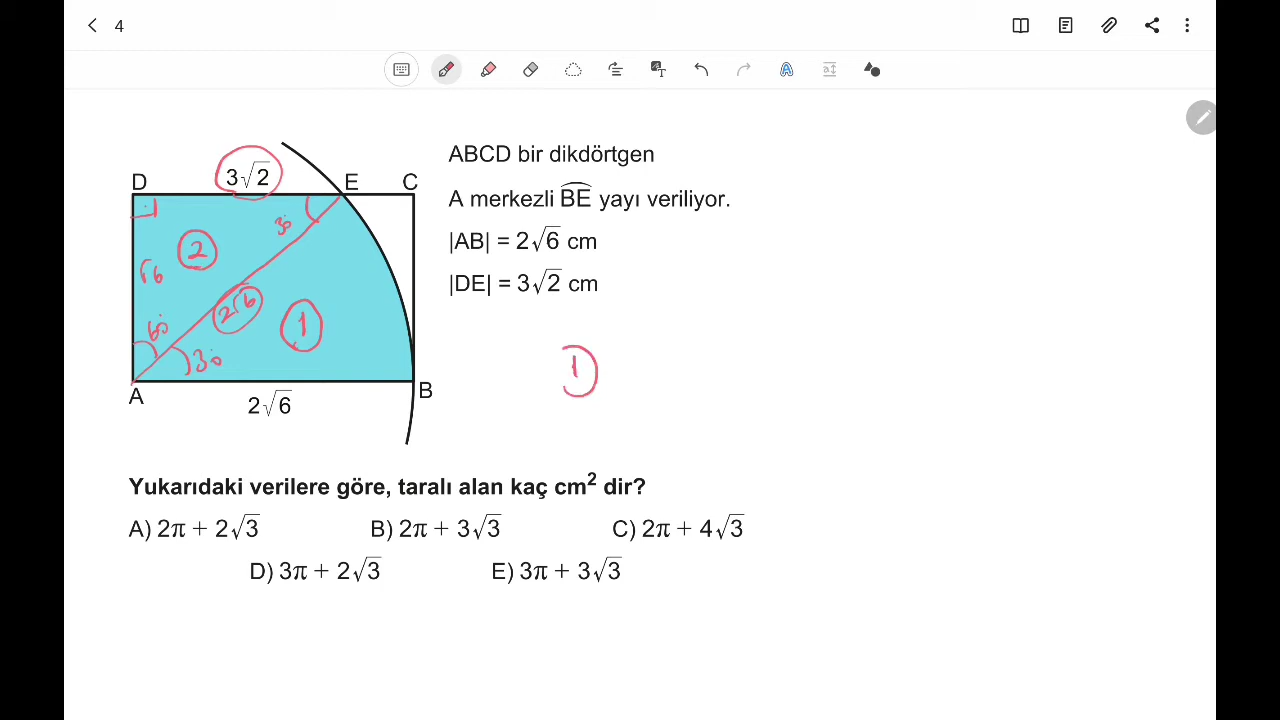 4
3√2
D E C
ABCD bir dikdörtgen
A merkezli BE yayı veriliyor.
|AB| = 2√6 cm
|DE| = 3√2 cm
30
2
√6
2√6
60
1
30
1
A B
2√6
Yukarıdaki verilere göre, taralı alan kaç cm² dir?
A) 2π + 2√3 B) 2π + 3√3 C) 2π + 4√3
D) 3π + 2√3 E) 3π + 3√3